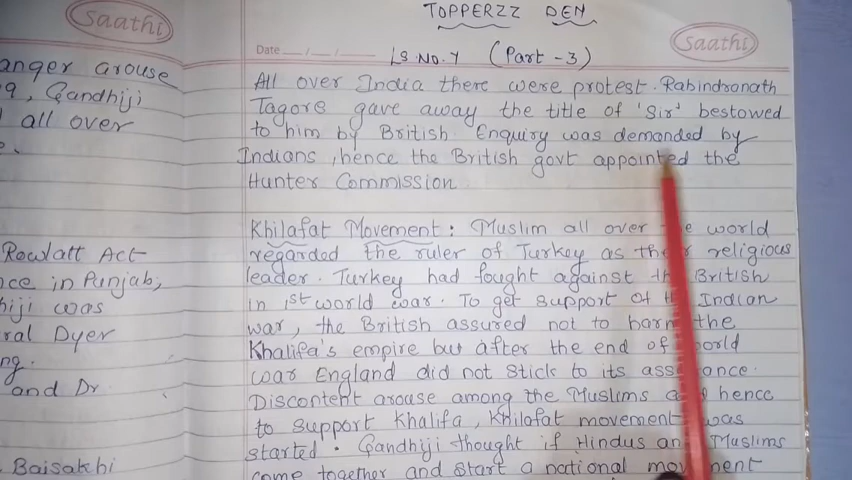 TOPPERZZ DEN
Saathi
Saathi
Date
LS.NO.7 (Part -3)
anger arouse
9, Gandhiji
all over
Rowlatt Act
ce in Punjab,
hiji was
ral Dyer
ng.
and Dr
. Baisakhi
All over India there were protest. Rabindranath
Tagore gave away the title of 'Sir' bestowed
to him by British. Enquiry was demanded by
Indians, hence the British govt appointed the
Hunter Commission.
Khilafat Movement: Muslim all over the world
regarded the ruler of Turkey as their religious
leader. Turkey had fought against the British
in 1st world war. To get support of the Indian
war, the British assured not to harm the
Khalifa's empire but after the end of world
war England did not stick to its assurance.
Discontent arouse among the Muslims and hence
to support Khalifa, Khilafat movement was
started. Gandhiji thought if Hindus and Muslims
come together and start a national movement